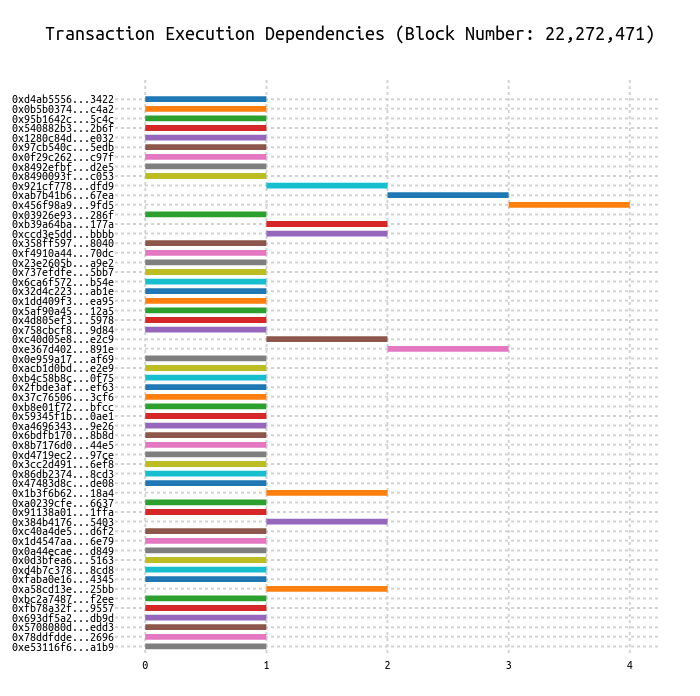 Transaction Execution Dependencies (Block Number: 22,272,471)
0xd4ab5556...3422
0x0b5b0374...c4a2
0x95b1642c...5c4c
0x540882b3...2b6f
0x1280c84d...e032
0x97cb540c...5edb
0x0f29c262...c97f
0x8492efbf...d2e5
0x8490093f...c053
0x921cf778...dfd9
0xab7b41b6...67ea
0x456f98a9...9fd5
0x03926e93...286f
0xb39a64ba...177a
0xccd3e5dd...bbbb
0x358ff597...8040
0xf4910a44...70dc
0x23e2605b...a9e2
0x737efdfe...5bb7
0x6ca6f572...b54e
0x32d4c223...ab1e
0x1dd409f3...ea95
0x5af90a45...12a5
0x4d805ef3...5978
0x758cbcf8...9d84
0xc40d05e8...e2c9
0xe367d402...891e
0x0e959a17...af69
0xacb1d0bd...e2e9
0xb4c58b8c...0f75
0x2fbde3af...ef63
0x37c76506...3cf6
0xb8e01f72...bfcc
0x59345f1b...0ae1
0xa4696343...9e26
0x6bdfb170...8b8d
0x8b7176d0...44e5
0xd4719ec2...97ce
0x3cc2d491...6ef8
0x86db2374...8cd3
0x47483d8c...de08
0x1b3f6b62...18a4
0xa0239cfe...6637
0x91138a01...1ffa
0x384b4176...5403
0xc40a4de5...d6f2
0x1d4547aa...6e79
0x0a44ecae...d849
0x0d3bfea6...5163
0xd4b7c378...8cd8
0xfaba0e16...4345
0xa58cd13e...25bb
0xbc2a7487...f2ee
0xfb78a32f...9557
0x693df5a2...db9d
0x5708080d...edd3
0x78ddfdde...2696
0xe53116f6...a1b9
0 1 2 3 4